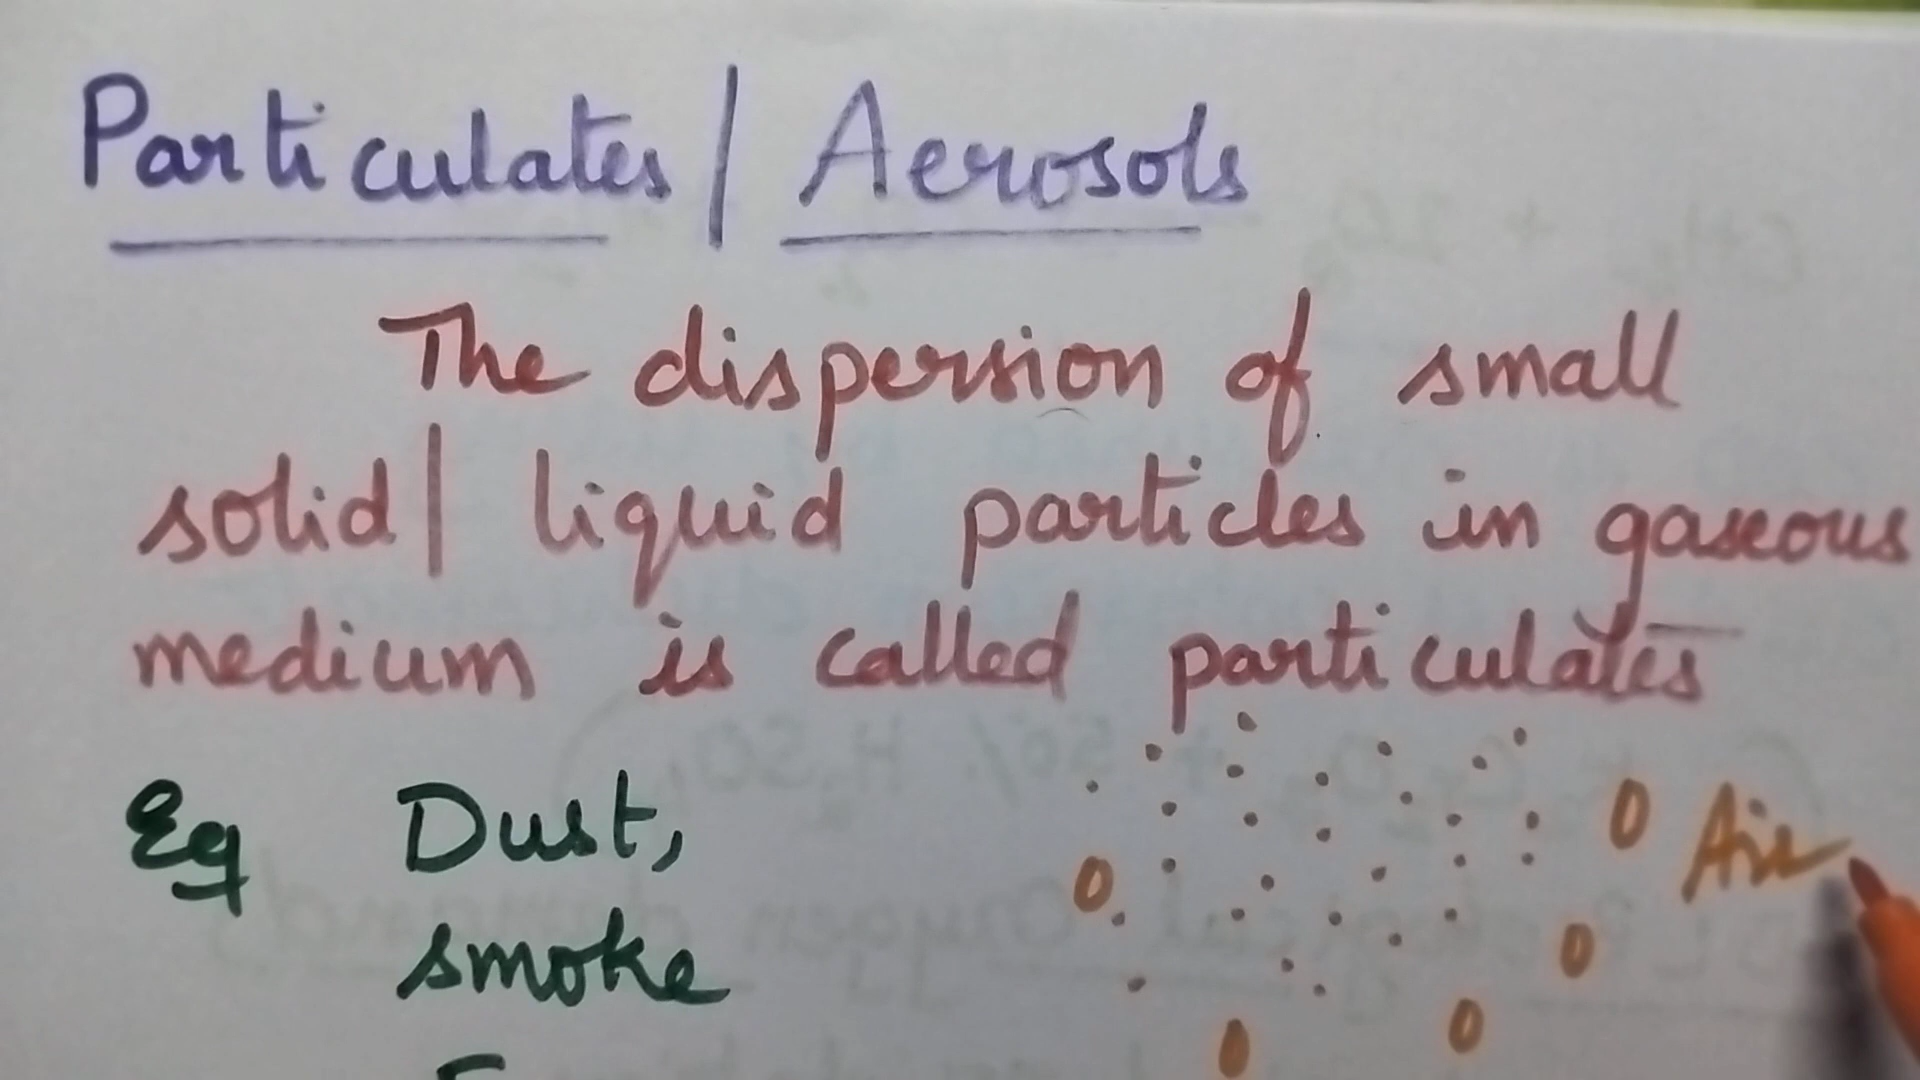 Particulates/Aerosols
The dispersion of small
solid/liquid particles in gaseous
medium is called particulates
Eg Dust,
smoke
Air